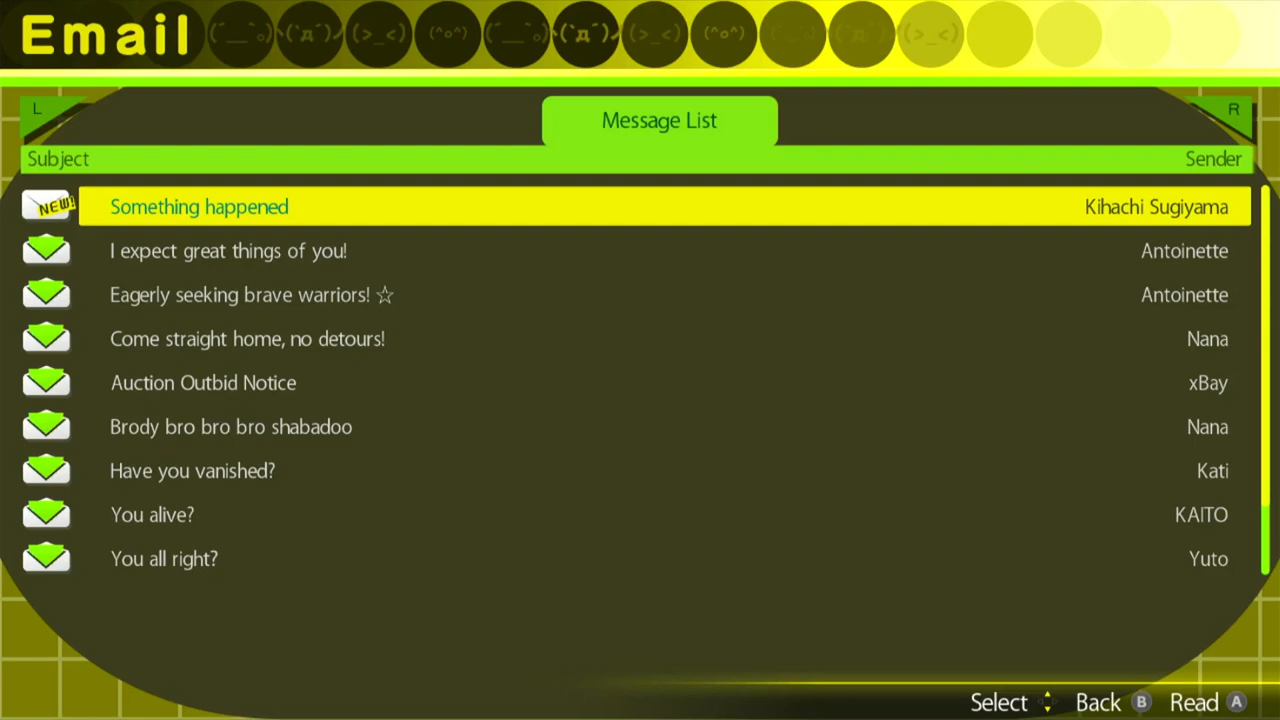 Email
L
Message List
R
Subject Sender
NEW! Something happened Kihachi Sugiyama
I expect great things of you! Antoinette
Eagerly seeking brave warriors! ☆ Antoinette
Come straight home, no detours! Nana
Auction Outbid Notice xBay
Brody bro bro bro shabadoo Nana
Have you vanished? Kati
You alive? KAITO
You all right? Yuto
Select Back B Read A